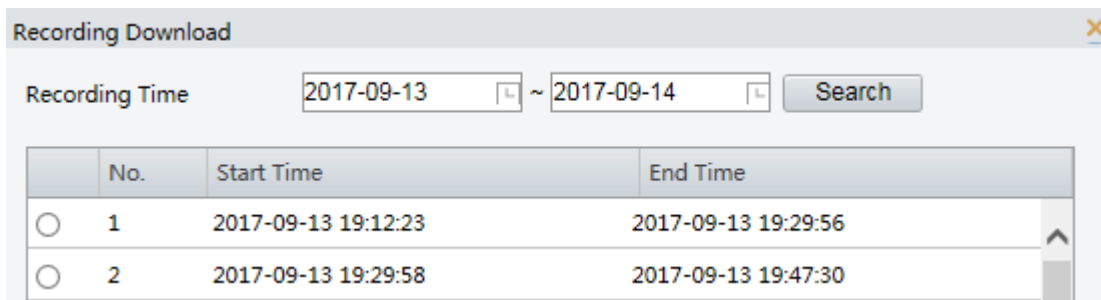 Recording Download
Recording Time 2017-09-13 ~ 2017-09-14 Search
No. Start Time End Time
1 2017-09-13 19:12:23 2017-09-13 19:29:56
2 2017-09-13 19:29:58 2017-09-13 19:47:30